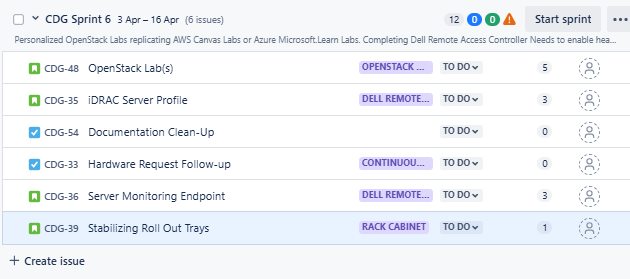 CDG Sprint 6 3 Apr – 16 Apr (6 issues) 12 0 0 Start sprint
Personalized OpenStack Labs replicating AWS Canvas Labs or Azure Microsoft.Learn Labs. Completing Dell Remote Access Controller Needs to enable hea...
CDG-48 OpenStack Lab(s) OPENSTACK ... TO DO 5
CDG-35 iDRAC Server Profile DELL REMOTE... TO DO 3
CDG-54 Documentation Clean-Up TO DO 0
CDG-33 Hardware Request Follow-up CONTINUOU... TO DO 0
CDG-36 Server Monitoring Endpoint DELL REMOTE... TO DO 3
CDG-39 Stabilizing Roll Out Trays RACK CABINET TO DO 1
+ Create issue